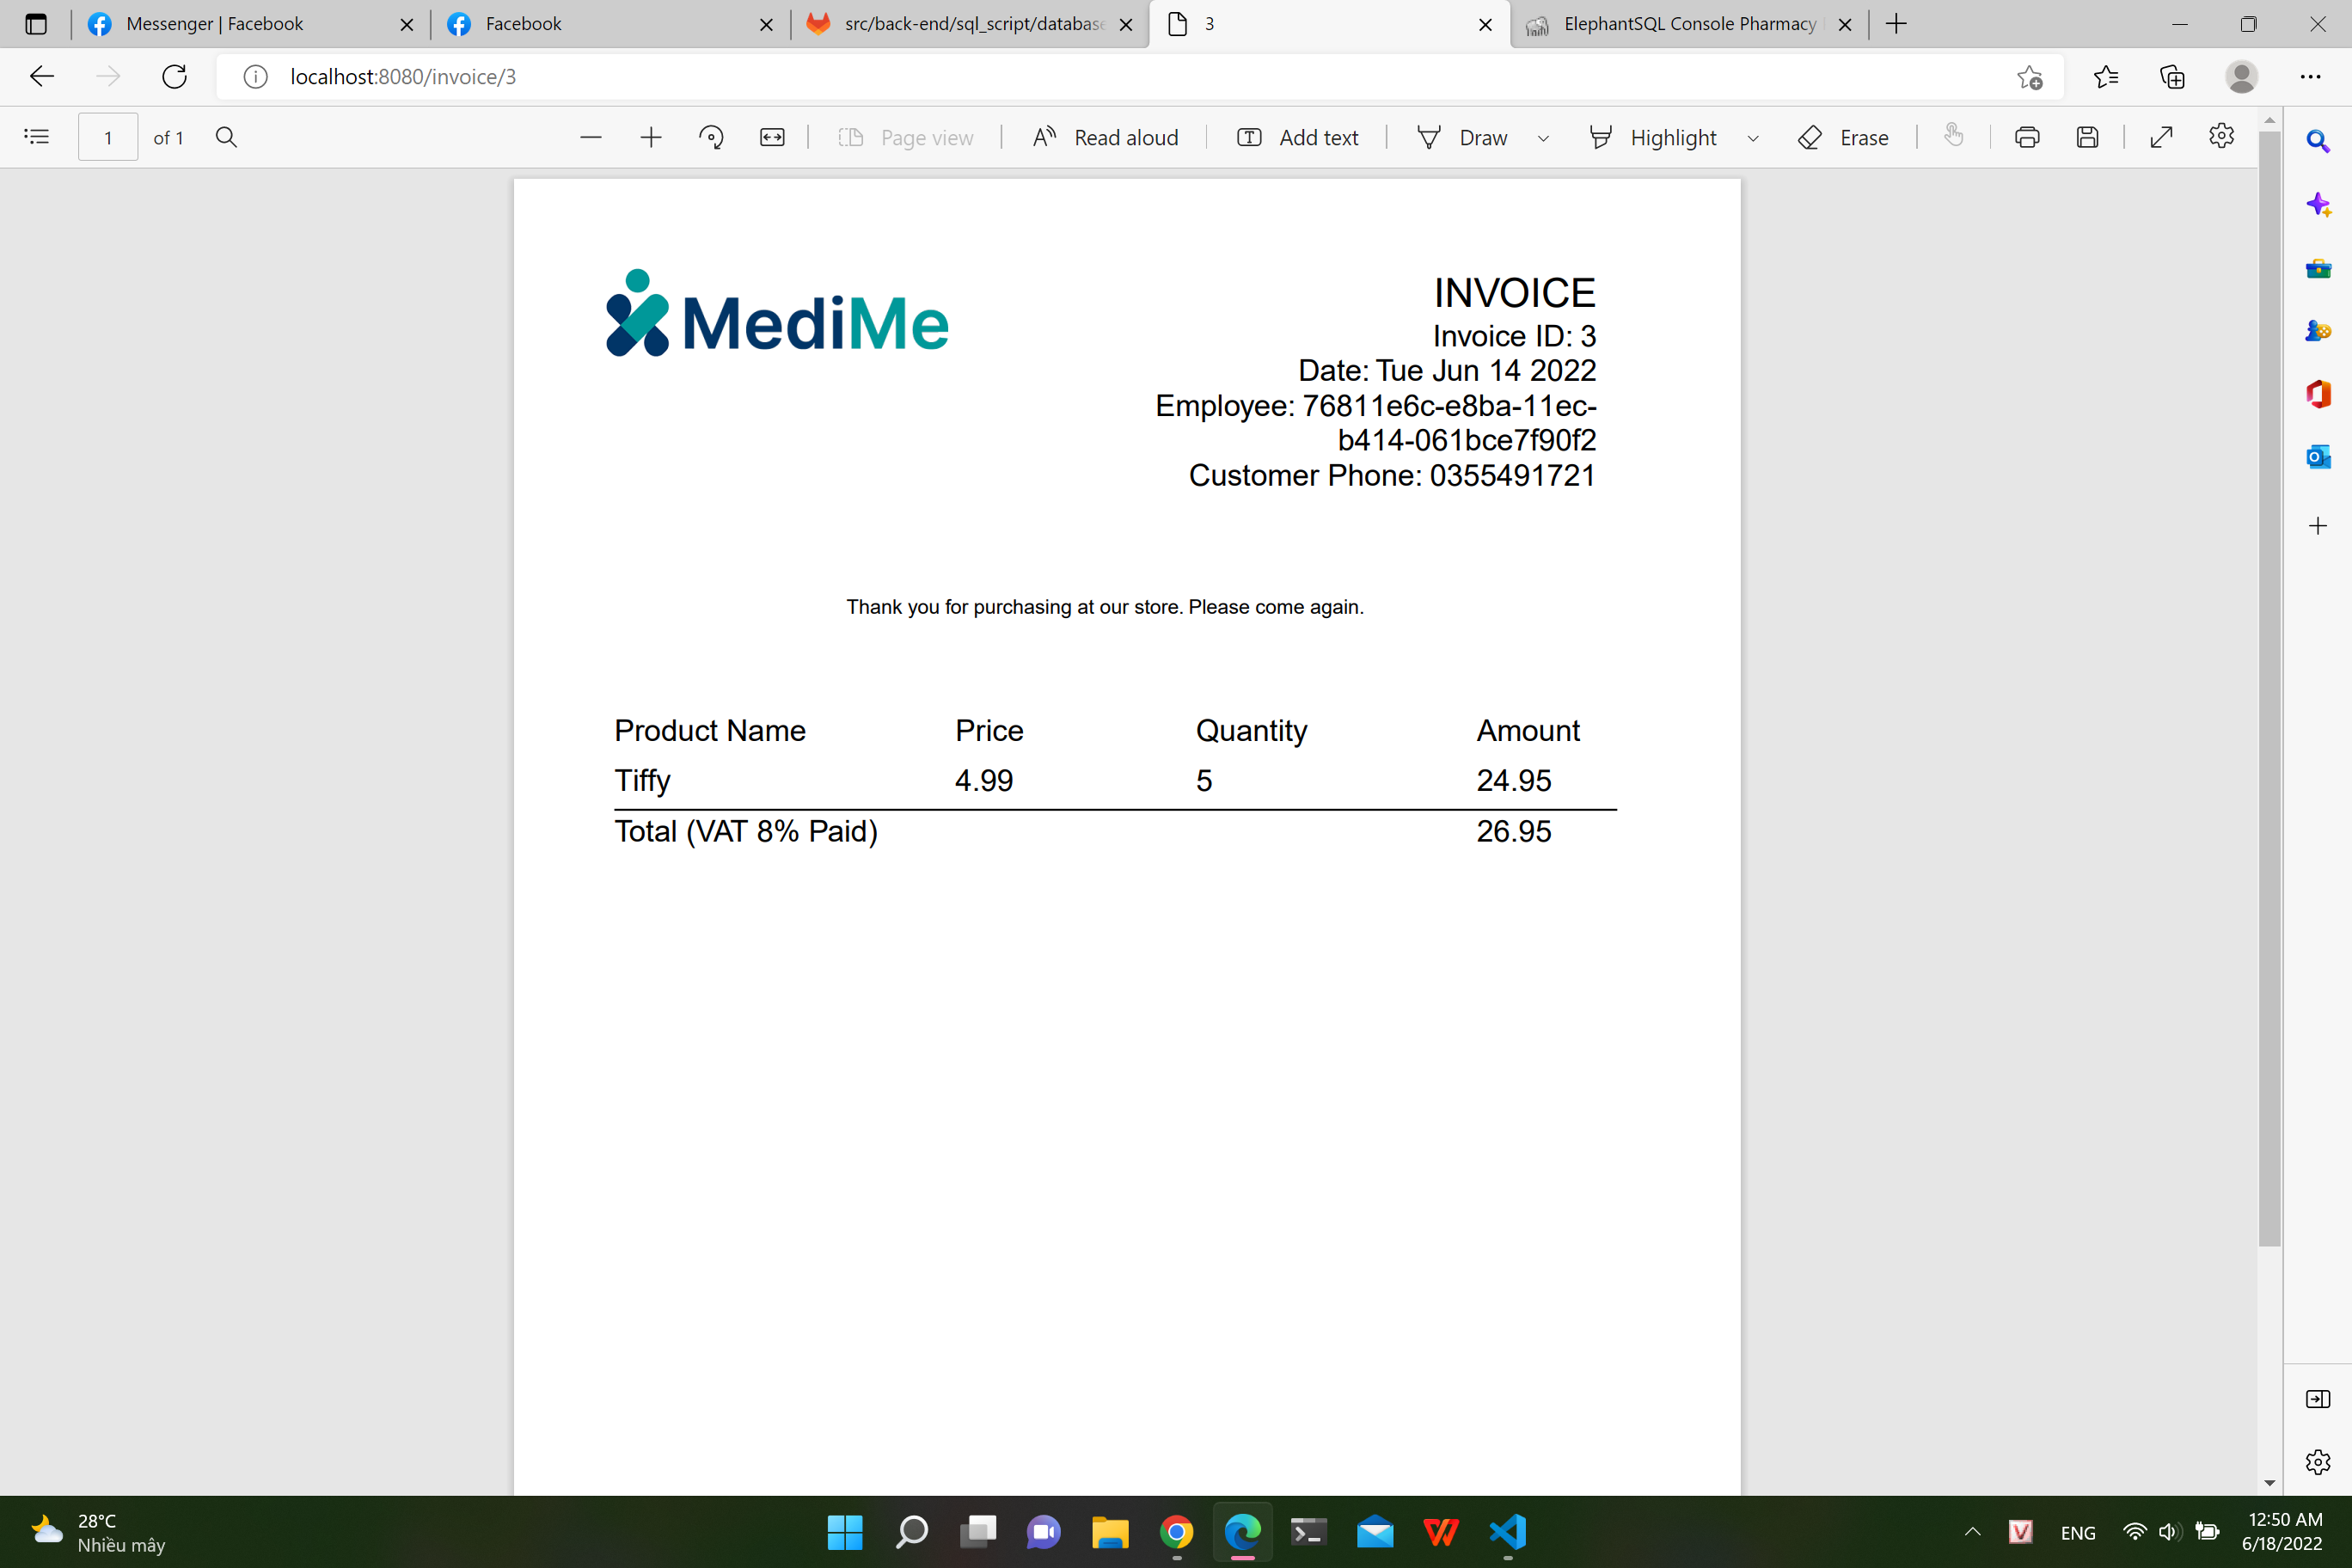 Messenger | Facebook
Facebook
src/back-end/sql_script/database
3
ElephantSQL Console Pharmacy
localhost:8080/invoice/3
1
of 1
Page view
Read aloud
Add text
Draw
Highlight
Erase
MediMe
INVOICE
Invoice ID: 3
Date: Tue Jun 14 2022
Employee: 76811e6c-e8ba-11ec-
b414-061bce7f90f2
Customer Phone: 0355491721
Thank you for purchasing at our store. Please come again.
Product Name Price Quantity Amount
Tiffy 4.99 5 24.95
Total (VAT 8% Paid) 26.95
28°C
Nhiều mây
ENG
12:50 AM
6/18/2022